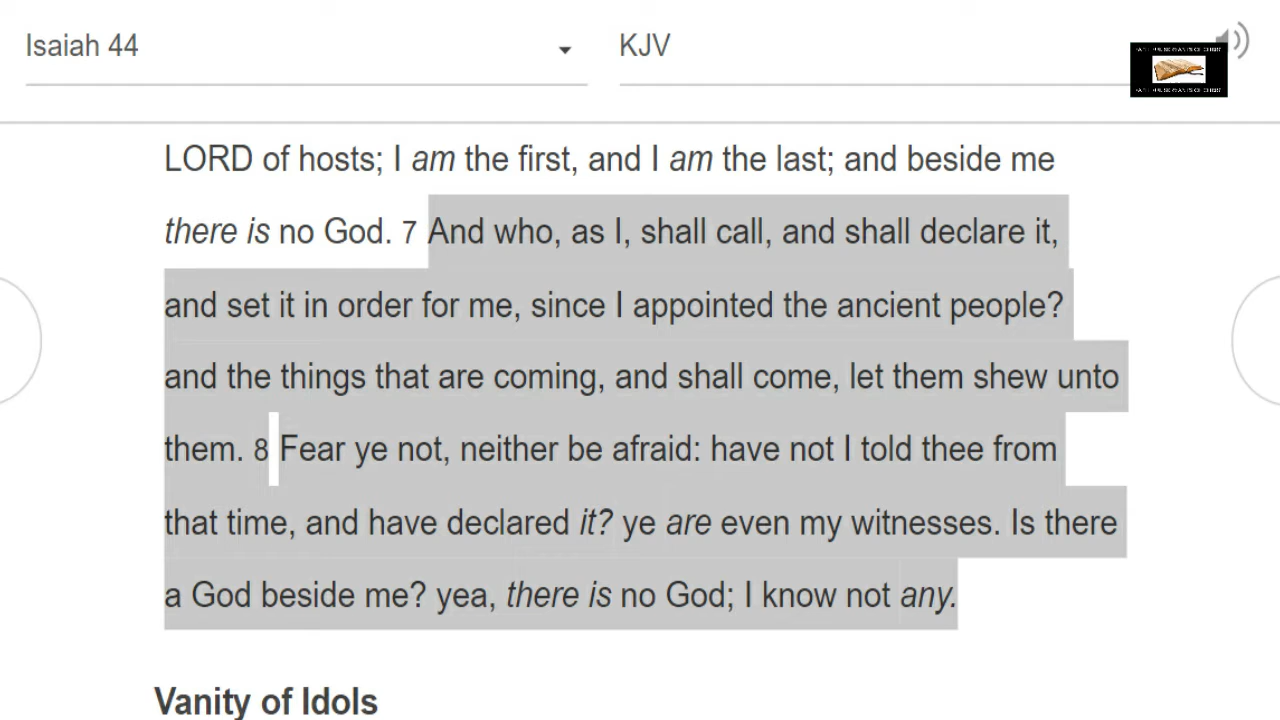 Isaiah 44
KJV
LORD of hosts; I am the first, and I am the last; and beside me
there is no God. 7 And who, as I, shall call, and shall declare it,
and set it in order for me, since I appointed the ancient people?
and the things that are coming, and shall come, let them shew unto
them. 8 Fear ye not, neither be afraid: have not I told thee from
that time, and have declared it? ye are even my witnesses. Is there
a God beside me? yea, there is no God; I know not any.
Vanity of Idols